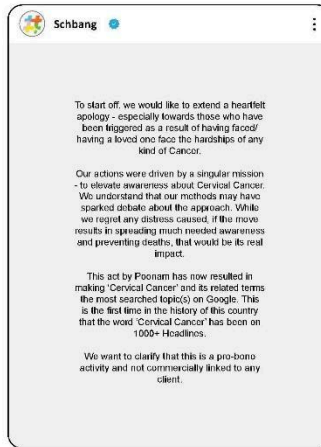 Schbang
To start off, we would like to extend a heartfelt
apology - especially towards those who have
been triggered as a result of having faced/
having a loved one face the hardships of any
kind of Cancer.
Our actions were driven by a singular mission
- to elevate awareness about Cervical Cancer.
We understand that our methods may have
sparked debate about the approach. While
we regret any distress caused, if the move
results in spreading much needed awareness
and preventing deaths, that would be its real
impact.
This act by Poonam has now resulted in
making 'Cervical Cancer' and its related terms
the most searched topic(s) on Google. This
is the first time in the history of this country
that the word 'Cervical Cancer' has been on
1000+ Headlines.
We want to clarify that this is a pro-bono
activity and not commercially linked to any
client.